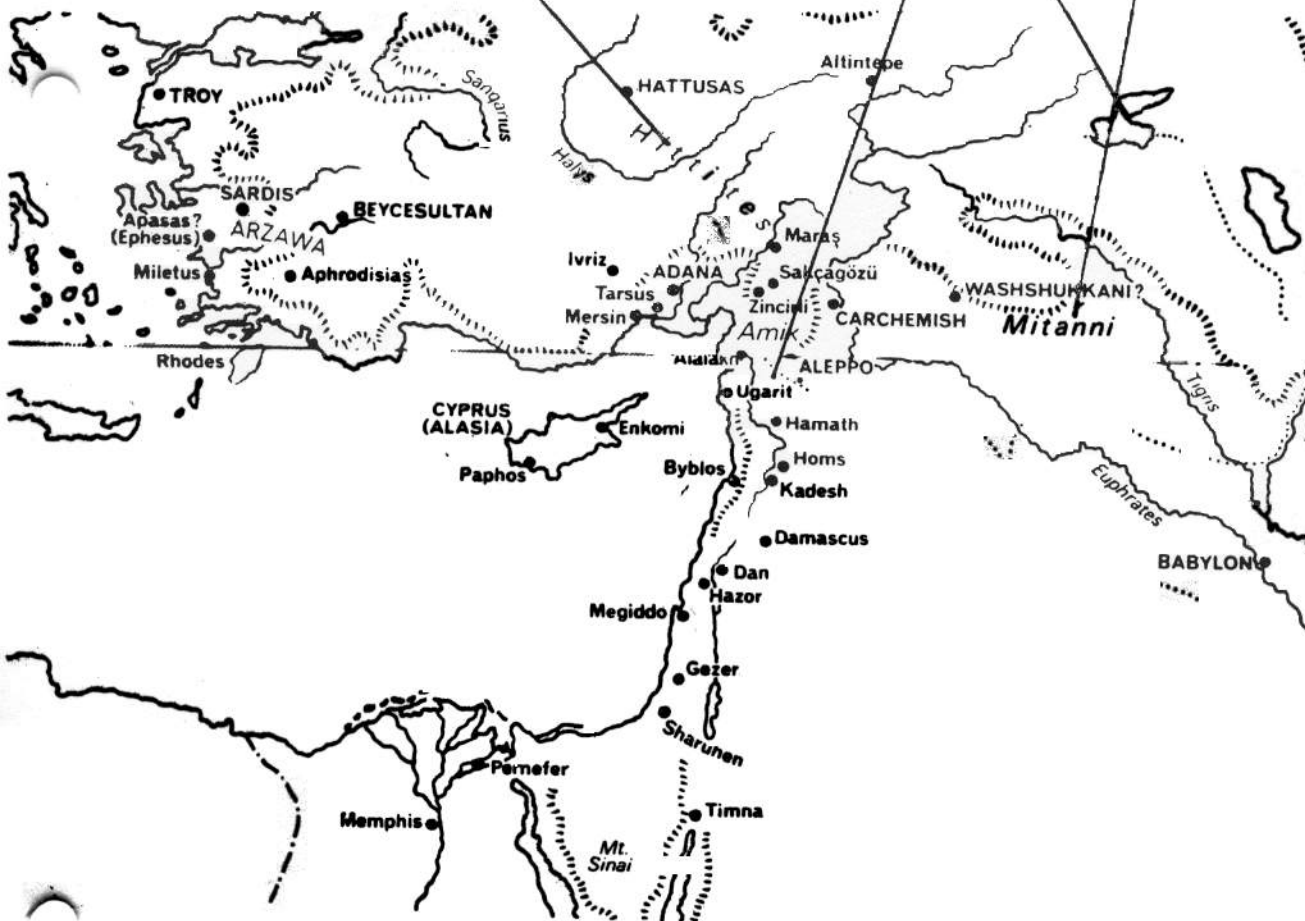 Altintepe
TROY
Sangarius
HATTUSAS
Halys
Hittites
SARDIS
BEYCESULTAN
Apasas?
(Ephesus)
ARZAWA
Maraş
Miletus
Aphrodisias
Ivriz
ADANA
Sakçagözü
Tarsus
Zincirli
WASHSHUKKANI?
Mersin
CARCHEMISH
Mitanni
Amik
Rhodes
Alalakh
ALEPPO
Tigris
Ugarit
CYPRUS
(ALASIA)
Enkomi
Hamath
Paphos
Byblos
Homs
Kadesh
Euphrates
Damascus
BABYLON
Dan
Hazor
Megiddo
Gezer
Sharuhen
Memphis
Timna
Mt.
Sinai